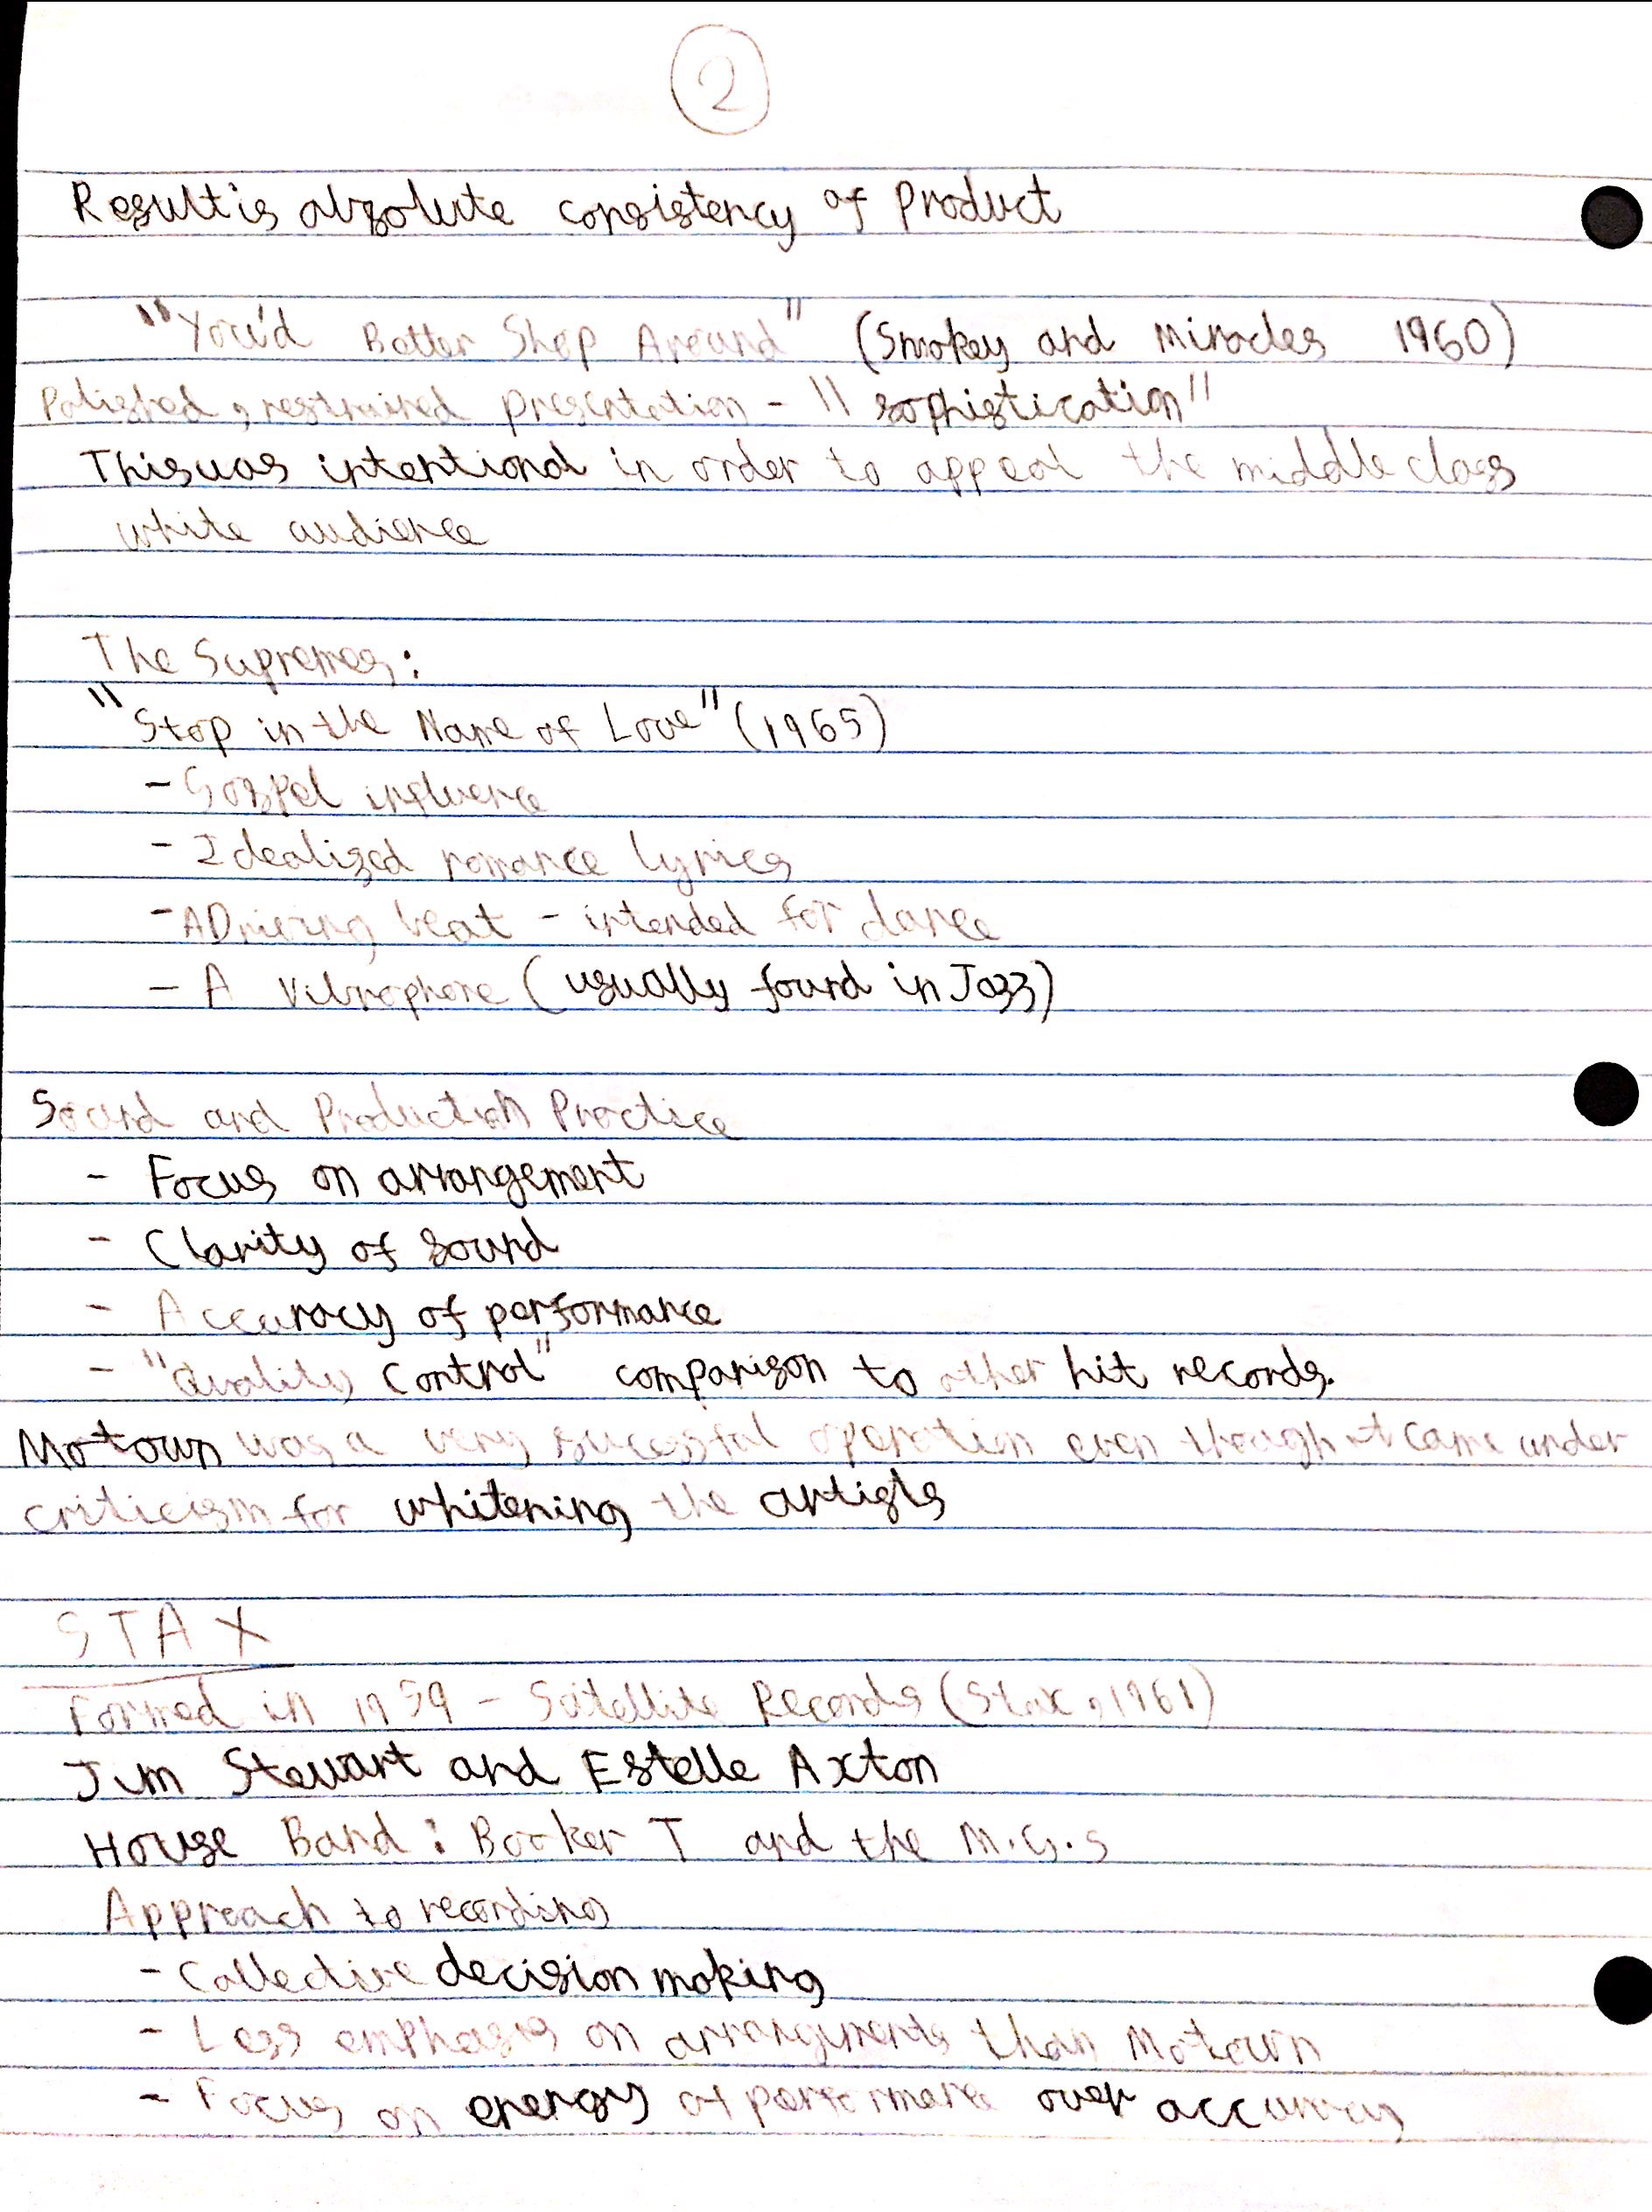 2
Result is absolute consistency of Product
"You'd Better Shop Around" (Smokey and Miracles 1960)
Polished, restrained presentation - "sophistication"
This was intentional in order to appeal the middle class
white audience
The Supremes:
"Stop in the Name of Love" (1965)
- Gospel influence
- Idealized romance lyrics
- A Driving beat - intended for dance
- A Vibraphone (usually found in Jazz)
Sound and Production Practice
- Focus on arrangement
- Clarity of sound
- Accuracy of performance
- "Quality Control" comparison to other hit records.
Motown was a very sucessful operation even though it came under
criticism for whitening the artists
STAX
Formed in 1959 - Satellite Records (Stax, 1961)
Jim Stewart and Estelle Axton
House Band: Booker T and the M.G.s
Approach to recording
- Collective decision making
- Less emphasis on arrangements than Motown
- Focus on energy of performance over accuracy